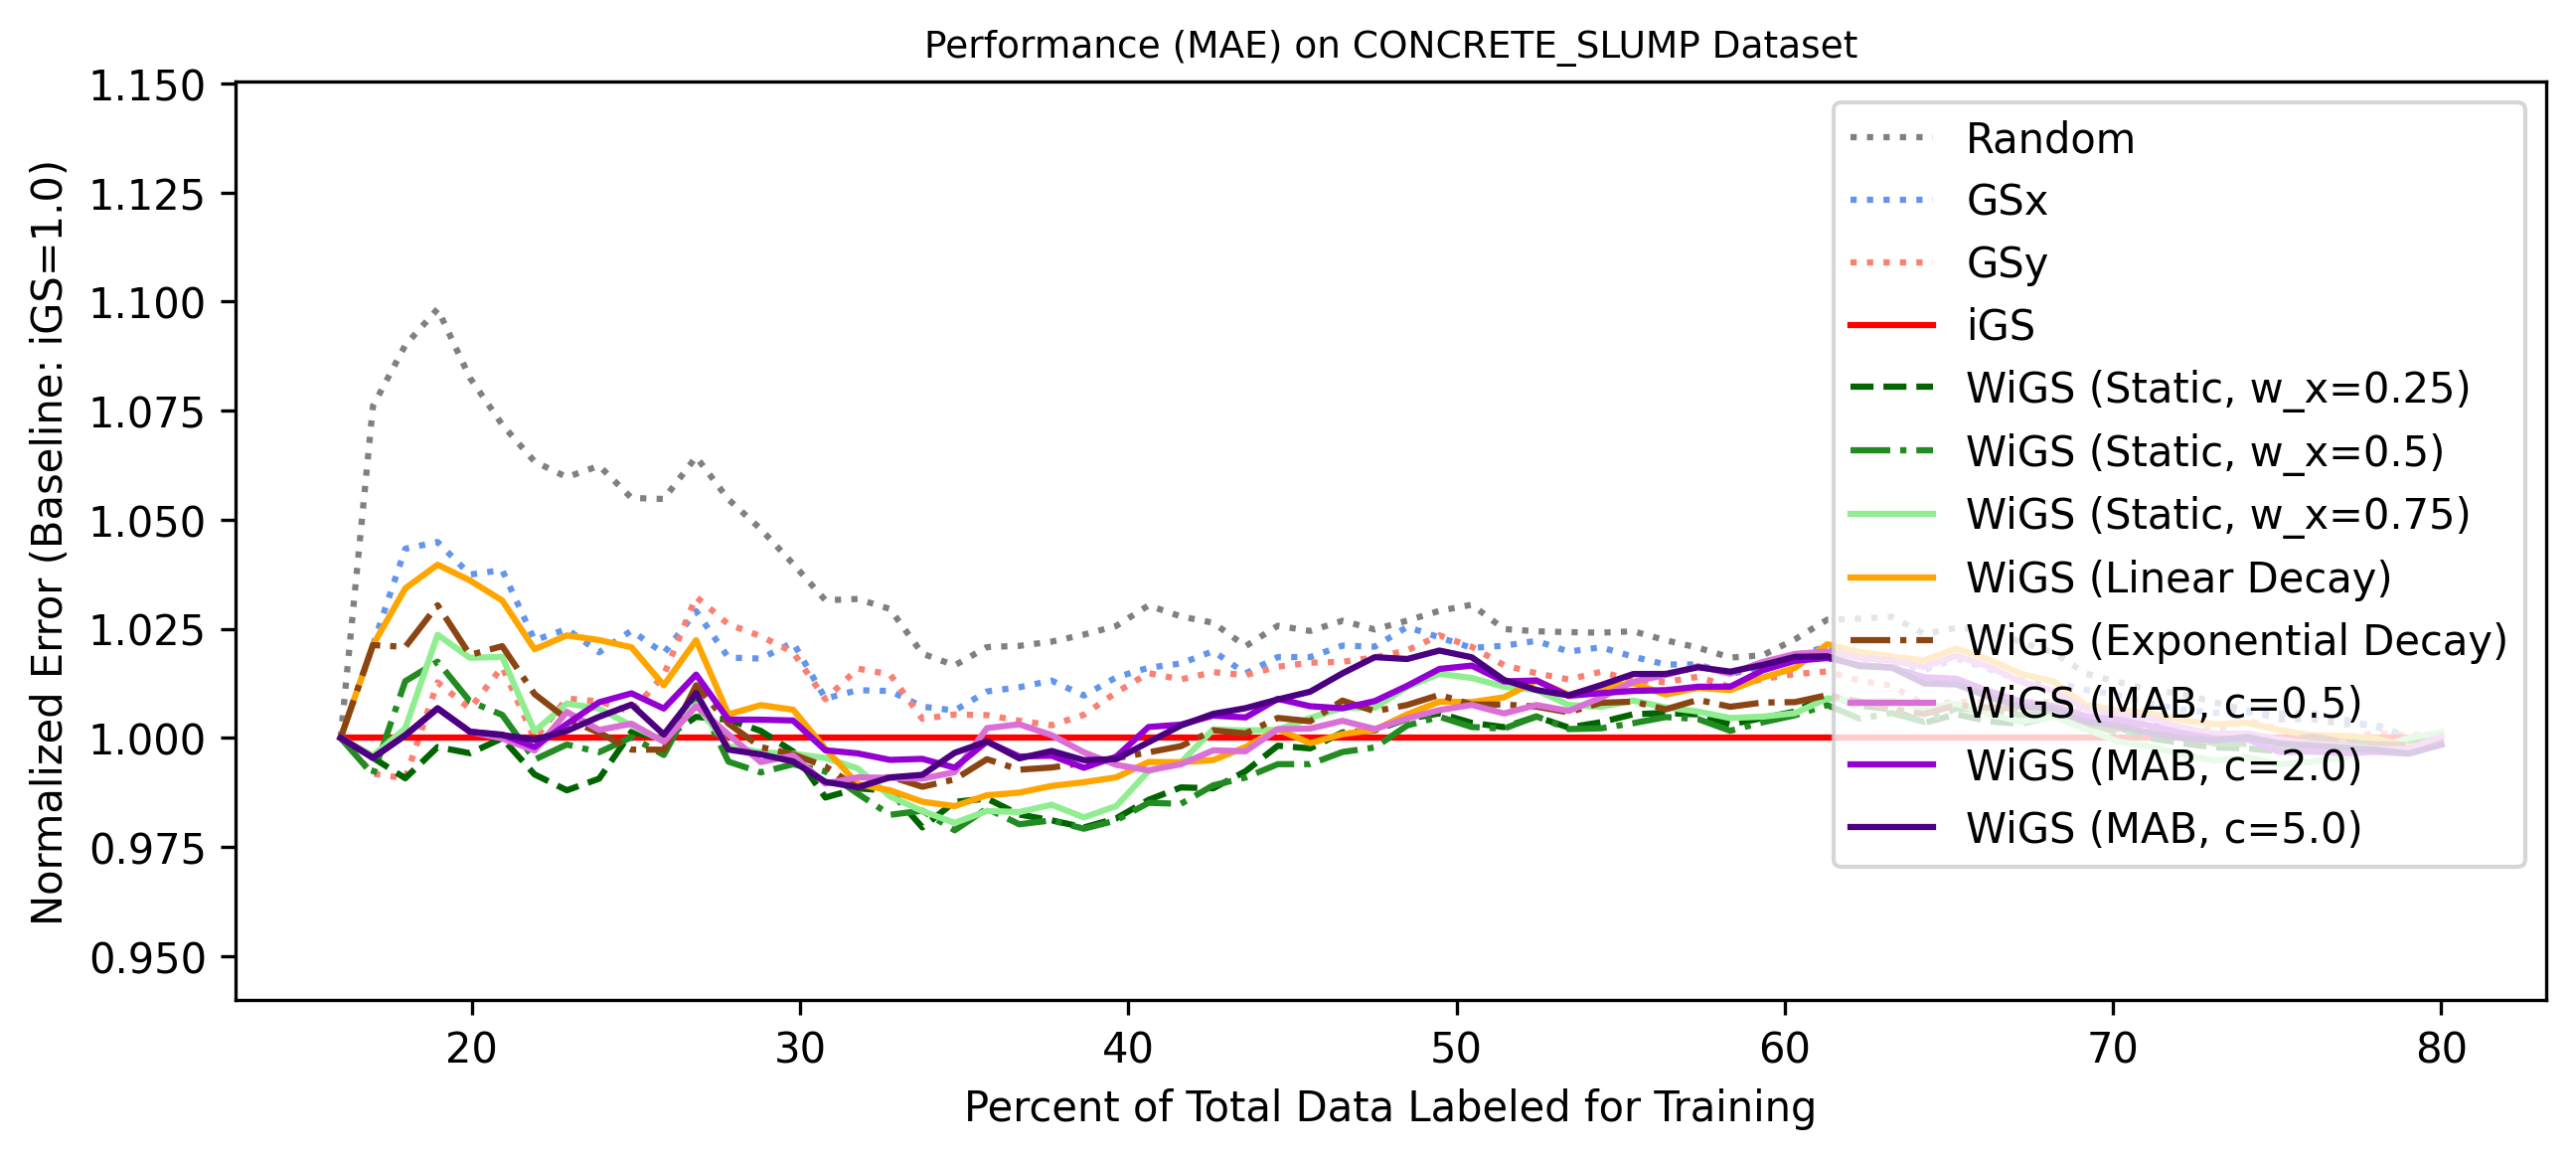 Performance (MAE) on CONCRETE_SLUMP Dataset
Normalized Error (Baseline: iGS=1.0)
1.150
1.125
1.100
1.075
1.050
1.025
1.000
0.975
0.950
Random
GSx
GSy
iGS
WiGS (Static, w_x=0.25)
WiGS (Static, w_x=0.5)
WiGS (Static, w_x=0.75)
WiGS (Linear Decay)
WiGS (Exponential Decay)
WiGS (MAB, c=0.5)
WiGS (MAB, c=2.0)
WiGS (MAB, c=5.0)
20 30 40 50 60 70 80
Percent of Total Data Labeled for Training